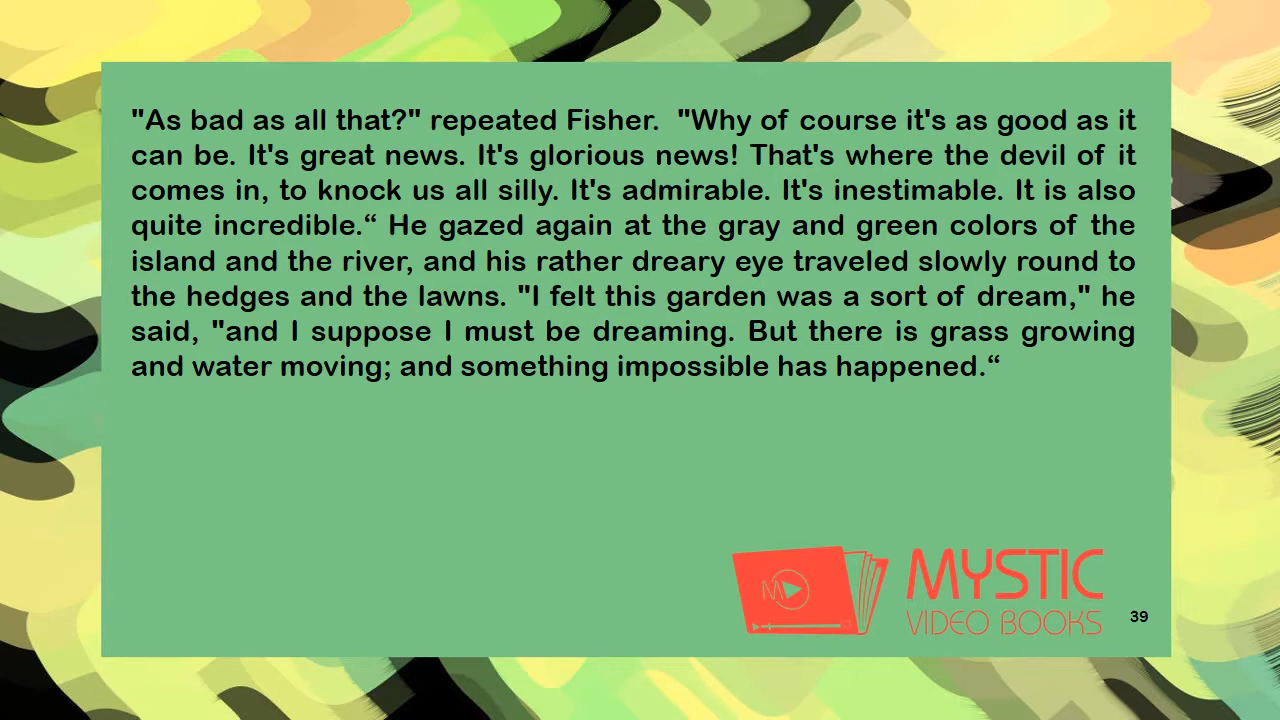 "As bad as all that?" repeated Fisher.  "Why of course it's as good as it
can be. It's great news. It's glorious news! That's where the devil of it
comes in, to knock us all silly. It's admirable. It's inestimable. It is also
quite incredible.“ He gazed again at the gray and green colors of the
island and the river, and his rather dreary eye traveled slowly round to
the hedges and the lawns. "I felt this garden was a sort of dream," he
said, "and I suppose I must be dreaming. But there is grass growing
and water moving; and something impossible has happened.“
M
MYSTIC
VIDEO BOOKS
39